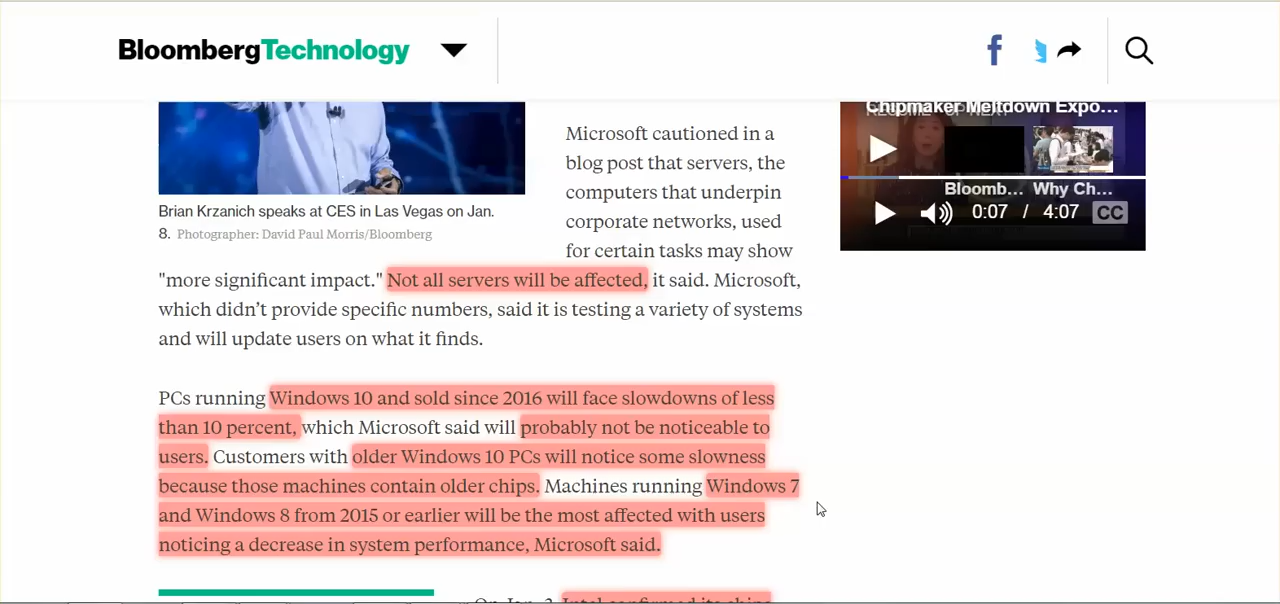 BloombergTechnology
Chipmaker Meltdown Expo...
Bloomb... Why Ch...
0:07 / 4:07 CC
Brian Krzanich speaks at CES in Las Vegas on Jan.
8. Photographer: David Paul Morris/Bloomberg
Microsoft cautioned in a
blog post that servers, the
computers that underpin
corporate networks, used
for certain tasks may show
"more significant impact." Not all servers will be affected, it said. Microsoft,
which didn’t provide specific numbers, said it is testing a variety of systems
and will update users on what it finds.
PCs running Windows 10 and sold since 2016 will face slowdowns of less
than 10 percent, which Microsoft said will probably not be noticeable to
users. Customers with older Windows 10 PCs will notice some slowness
because those machines contain older chips. Machines running Windows 7
and Windows 8 from 2015 or earlier will be the most affected with users
noticing a decrease in system performance, Microsoft said.
On Jan. 3, Intel confirmed its chips